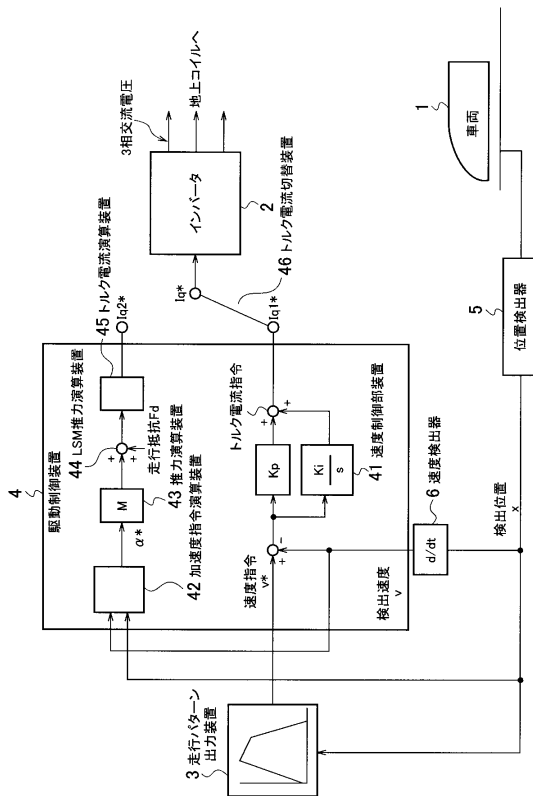 4
駆動制御装置
42 加速度指令演算装置
α*
M
43 推力演算装置
44 LSM推力演算装置
走行抵抗Fd
+
+
45 トルク電流演算装置
Iq2*
Iq*
Iq1*
46 トルク電流切替装置
インバータ
2
3相交流電圧
地上コイルへ
3 走行パターン
出力装置
速度指令
v*
+
−
Kp
Ki
s
トルク電流指令
+
+
41 速度制御部装置
検出速度
v
d/dt
6 速度検出器
検出位置
x
5
位置検出器
1
車両